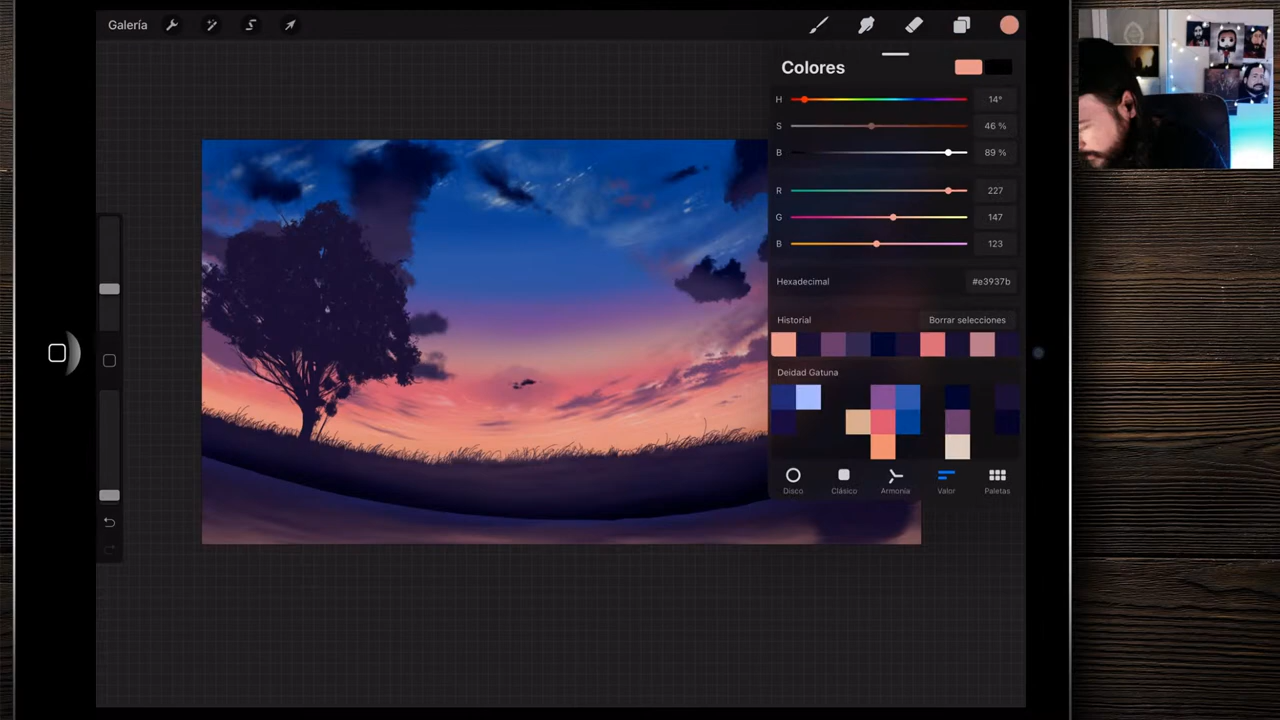 Galería
Colores
H 14°
S 46 %
B 89 %
R 227
G 147
B 123
Hexadecimal #e3937b
Historial Borrar selecciones
Deidad Gatuna
Disco Clásico Armonía Valor Paletas